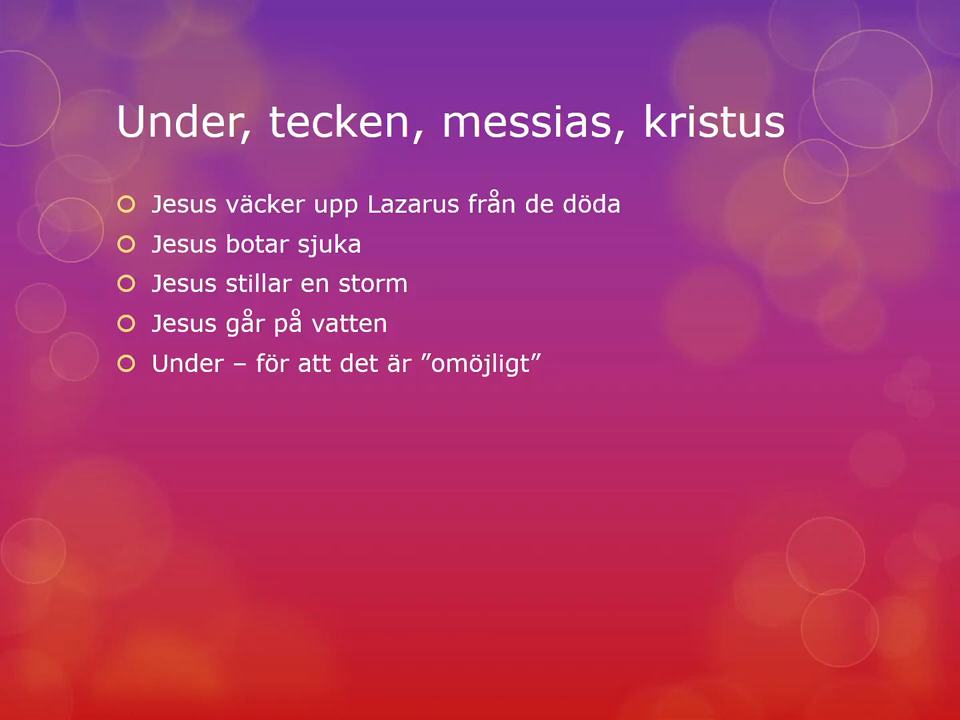 Under, tecken, messias, kristus
Jesus väcker upp Lazarus från de döda
Jesus botar sjuka
Jesus stillar en storm
Jesus går på vatten
Under – för att det är ”omöjligt”